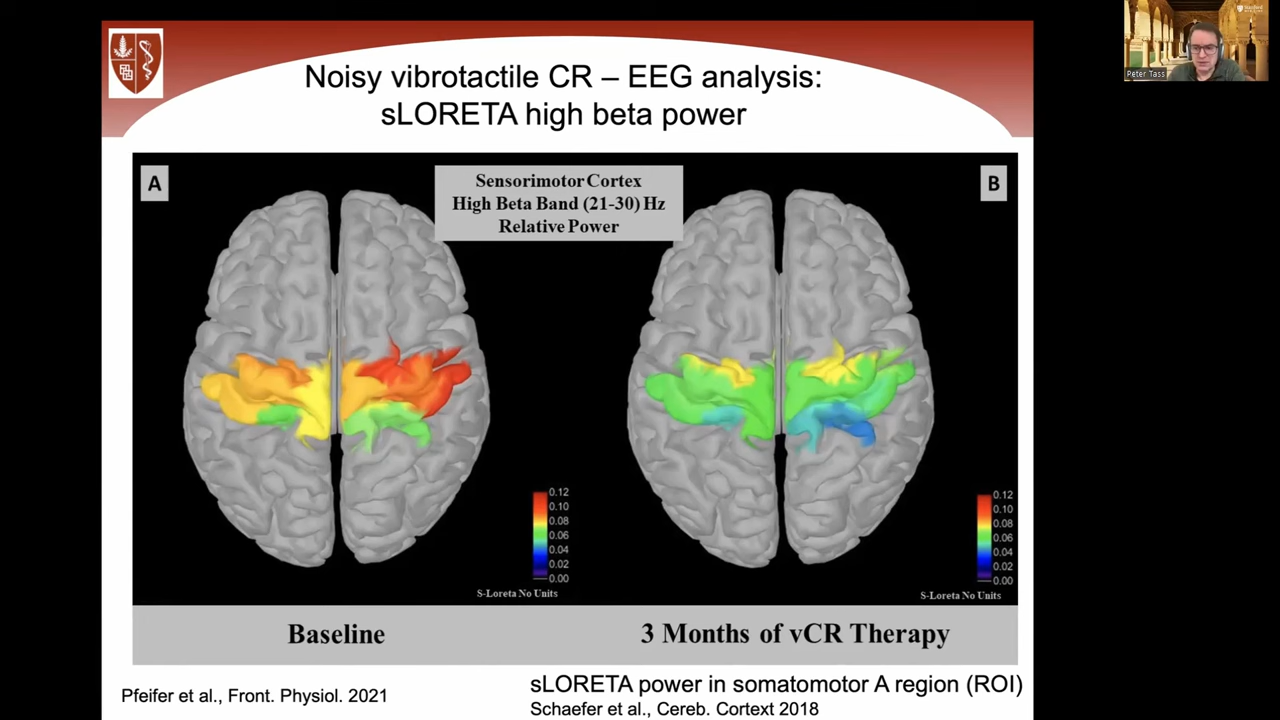 Noisy vibrotactile CR – EEG analysis:
sLORETA high beta power
A
Sensorimotor Cortex
High Beta Band (21-30) Hz
Relative Power
B
0.12
0.10
0.08
0.06
0.04
0.02
0.00
S-Loreta No Units
0.12
0.10
0.08
0.06
0.04
0.02
0.00
S-Loreta No Units
Baseline
3 Months of vCR Therapy
Pfeifer et al., Front. Physiol. 2021
sLORETA power in somatomotor A region (ROI)
Schaefer et al., Cereb. Cortex 2018
Peter Tass